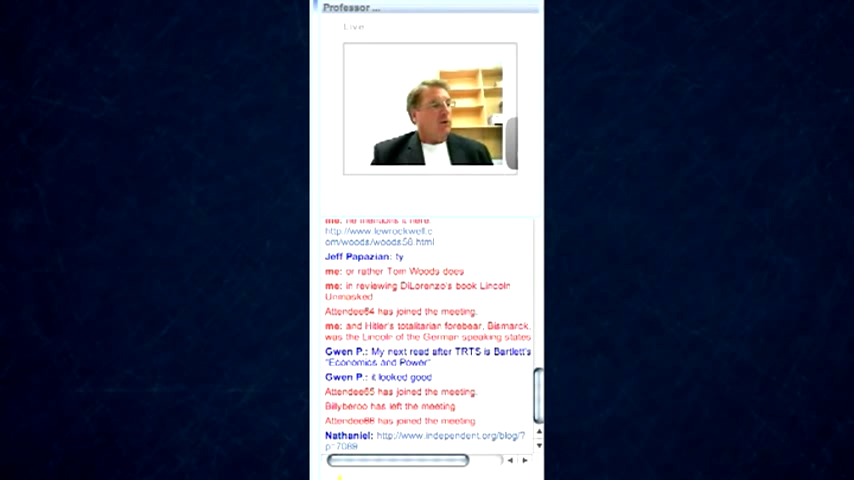 Professor ...
Live
me: he mentions it here:
http://www.lewrockwell.c
om/woods/woods58.html
Jeff Papazian: ty
me: or rather Tom Woods does
me: in reviewing DiLorenzo's book Lincoln
Unmasked
Attendee64 has joined the meeting.
me: and Hitler's totalitarian forebear, Bismarck,
was the Lincoln of the German speaking states
Gwen P.: My next read after TRTS is Bartlett's
"Economics and Power"
Gwen P.: it looked good
Attendee65 has joined the meeting.
Billyberoo has left the meeting.
Attendee66 has joined the meeting.
Nathaniel: http://www.independent.org/blog/?
p=7089